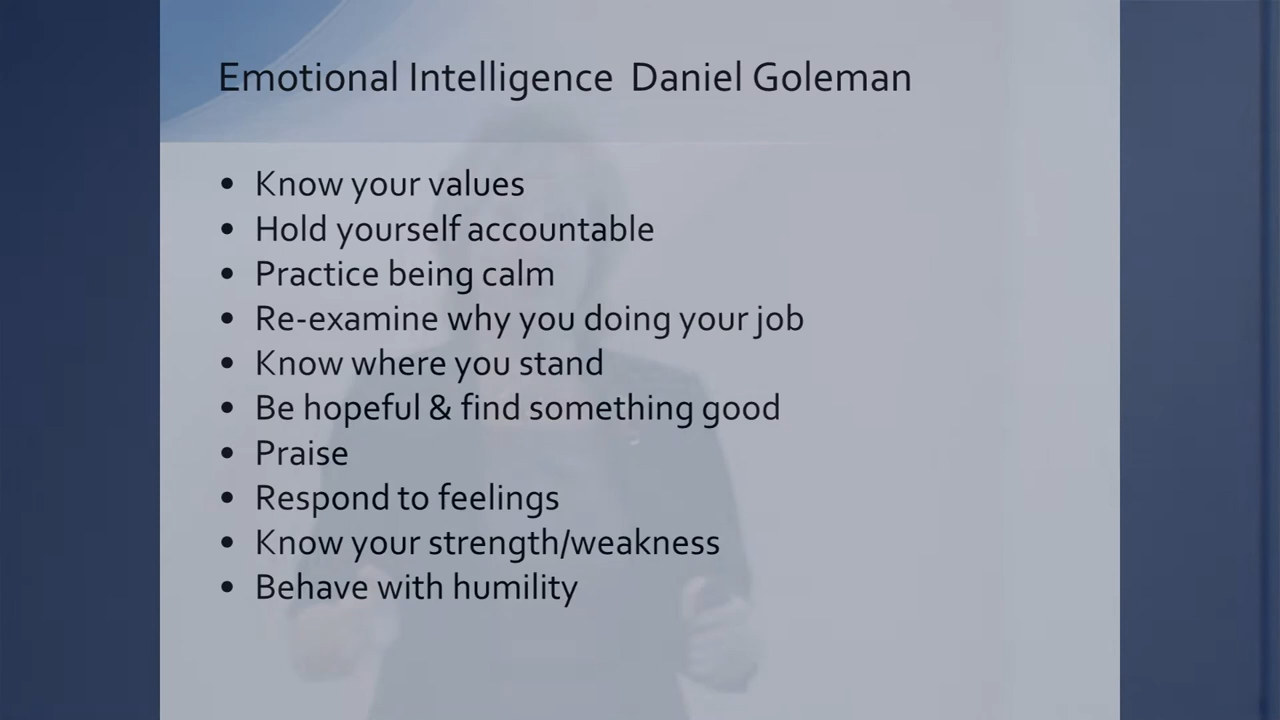 Emotional Intelligence Daniel Goleman
• Know your values
• Hold yourself accountable
• Practice being calm
• Re-examine why you doing your job
• Know where you stand
• Be hopeful & find something good
• Praise
• Respond to feelings
• Know your strength/weakness
• Behave with humility